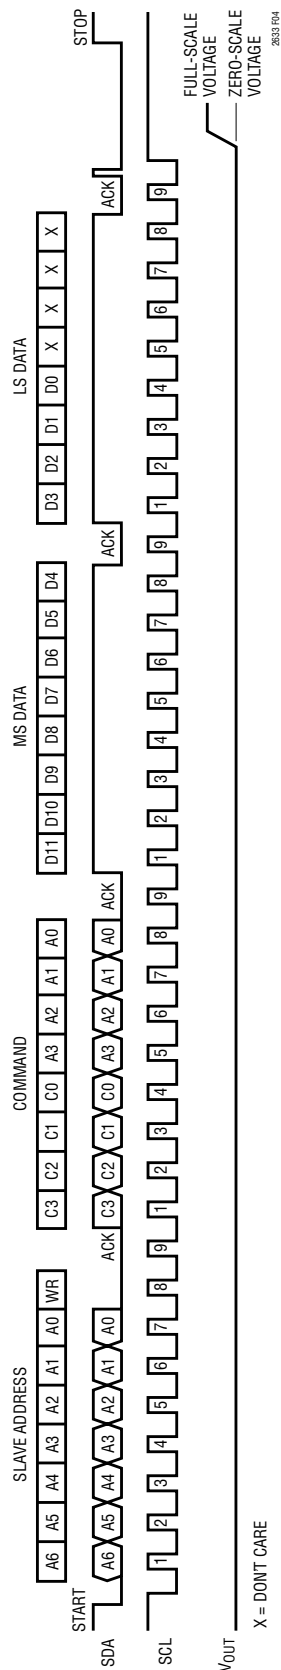 SLAVE ADDRESS COMMAND MS DATA LS DATA
A6 A5 A4 A3 A2 A1 A0 WR C3 C2 C1 C0 A3 A2 A1 A0 D11 D10 D9 D8 D7 D6 D5 D4 D3 D2 D1 D0 X X X X
START STOP
SDA A6 A5 A4 A3 A2 A1 A0 ACK C3 C2 C1 C0 A3 A2 A1 A0 ACK ACK ACK
SCL 1 2 3 4 5 6 7 8 9 1 2 3 4 5 6 7 8 9 1 2 3 4 5 6 7 8 9 1 2 3 4 5 6 7 8 9
FULL-SCALE
VOLTAGE
VOUT
ZERO-SCALE
VOLTAGE
X = DON'T CARE
2633 F04